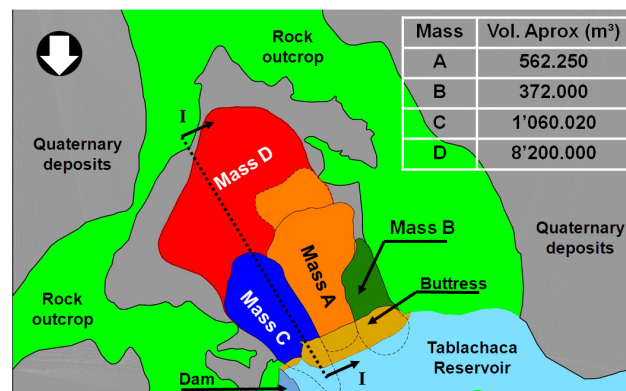 Rock
outcrop
Mass Vol. Aprox (m³)
A 562.250
B 372.000
C 1'060.020
D 8'200.000
I
Quaternary
deposits
Mass D
Mass B
Quaternary
deposits
Mass A
Buttress
Rock
outcrop
Mass C
Tablachaca
Reservoir
I
Dam